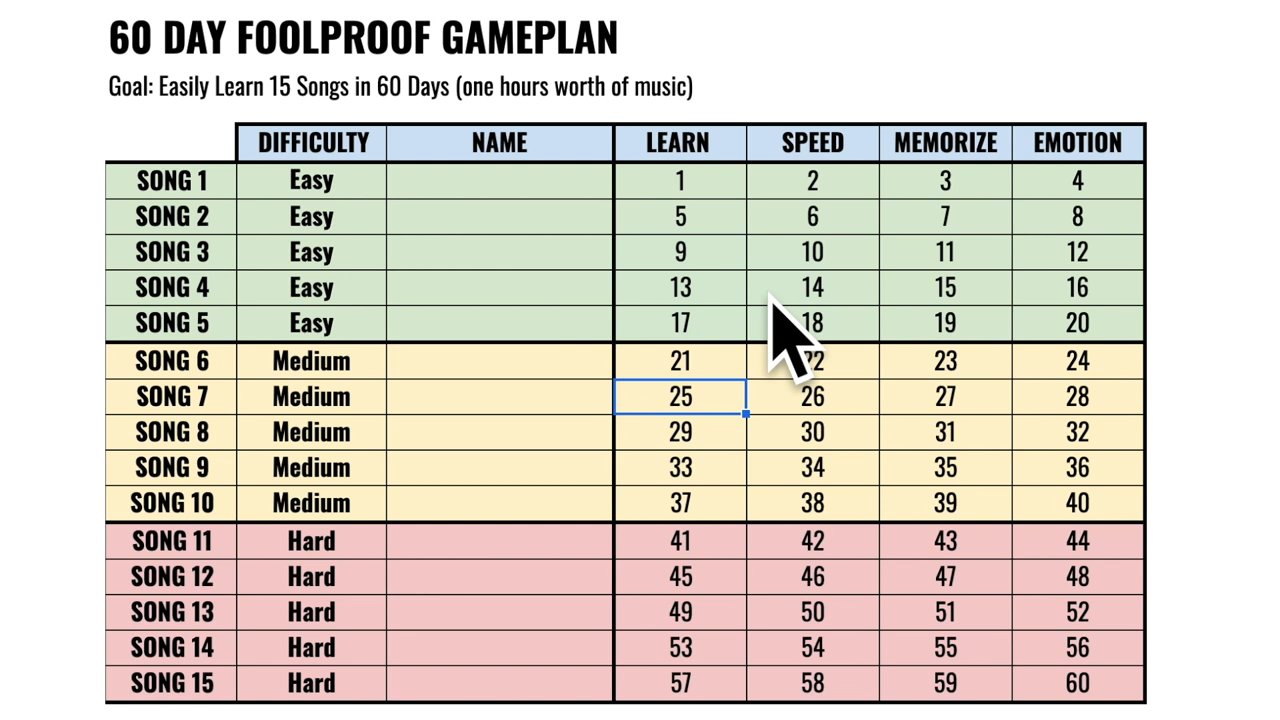 60 DAY FOOLPROOF GAMEPLAN
Goal: Easily Learn 15 Songs in 60 Days (one hours worth of music)
DIFFICULTY NAME LEARN SPEED MEMORIZE EMOTION
SONG 1 Easy 1 2 3 4
SONG 2 Easy 5 6 7 8
SONG 3 Easy 9 10 11 12
SONG 4 Easy 13 14 15 16
SONG 5 Easy 17 18 19 20
SONG 6 Medium 21 22 23 24
SONG 7 Medium 25 26 27 28
SONG 8 Medium 29 30 31 32
SONG 9 Medium 33 34 35 36
SONG 10 Medium 37 38 39 40
SONG 11 Hard 41 42 43 44
SONG 12 Hard 45 46 47 48
SONG 13 Hard 49 50 51 52
SONG 14 Hard 53 54 55 56
SONG 15 Hard 57 58 59 60